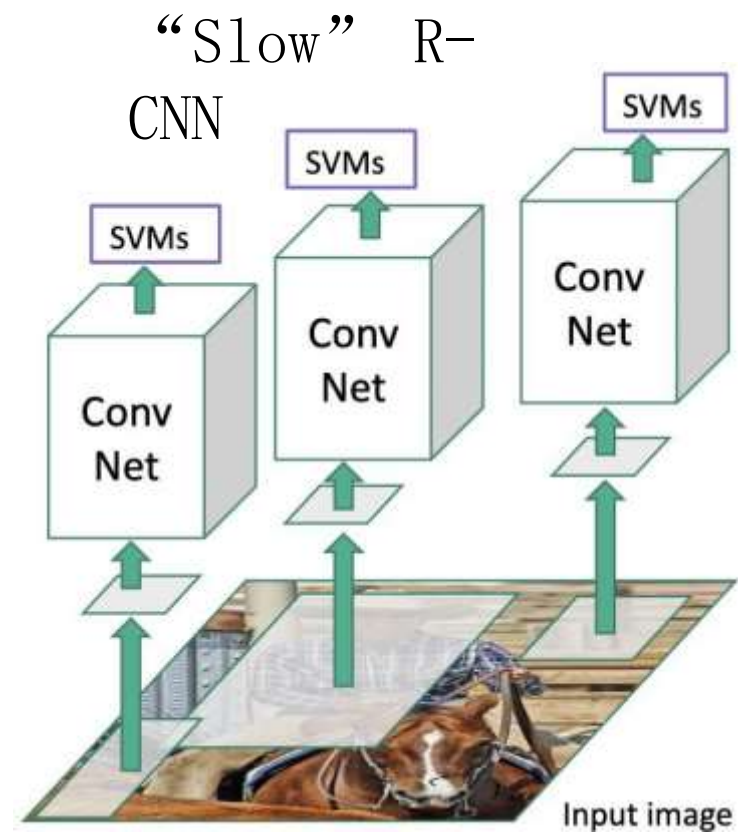 “Slow” R-
CNN
SVMs
SVMs
SVMs
Conv
Net
Conv
Net
Conv
Net
Input image